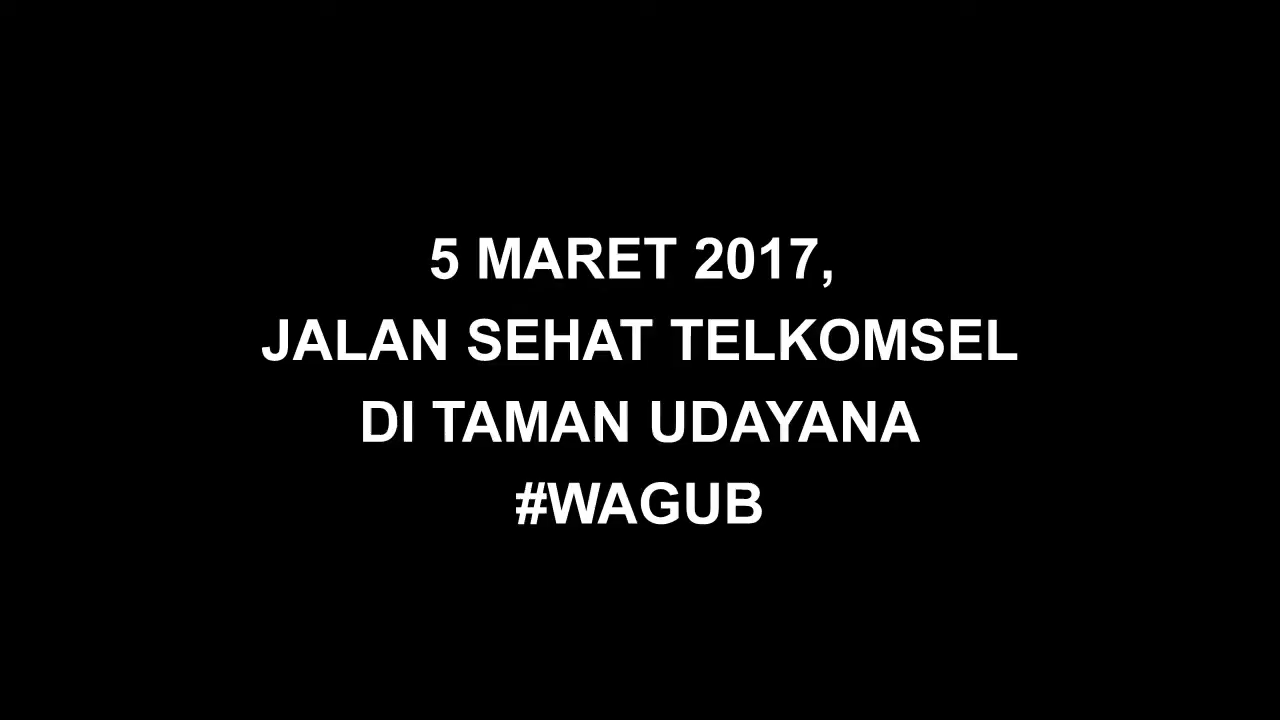 5 MARET 2017,
JALAN SEHAT TELKOMSEL
DI TAMAN UDAYANA
#WAGUB